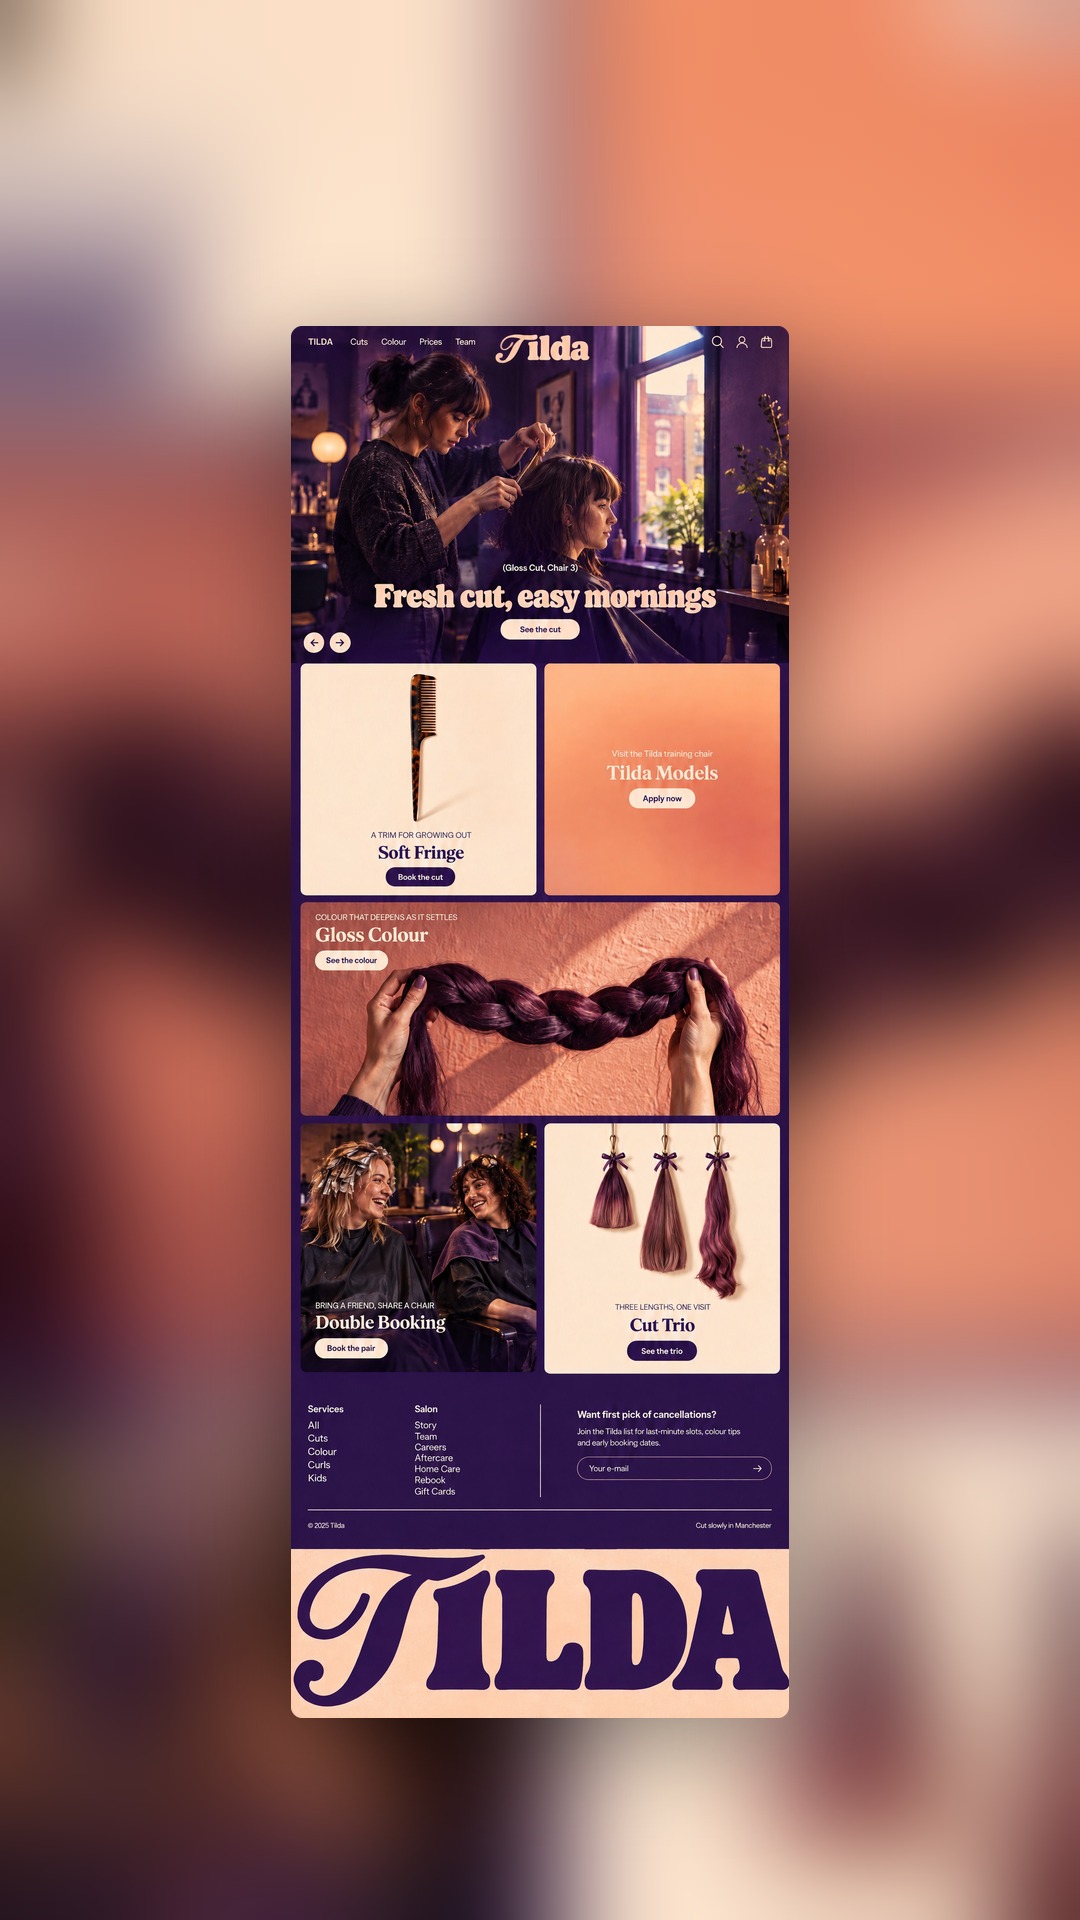 TILDA
Cuts
Colour
Prices
Team
Tilda
(Gloss Cut, Chair 3)
Fresh cut, easy mornings
See the cut
A TRIM FOR GROWING OUT
Soft Fringe
Book the cut
Visit the Tilda training chair
Tilda Models
Apply now
COLOUR THAT DEEPENS AS IT SETTLES
Gloss Colour
See the colour
BRING A FRIEND, SHARE A CHAIR
Double Booking
Book the pair
THREE LENGTHS, ONE VISIT
Cut Trio
See the trio
Services
All
Cuts
Colour
Curls
Kids
Salon
Story
Team
Careers
Aftercare
Home Care
Rebook
Gift Cards
Want first pick of cancellations?
Join the Tilda list for last-minute slots, colour tips
and early booking dates.
Your e-mail
© 2025 Tilda
Cut slowly in Manchester
TILDA